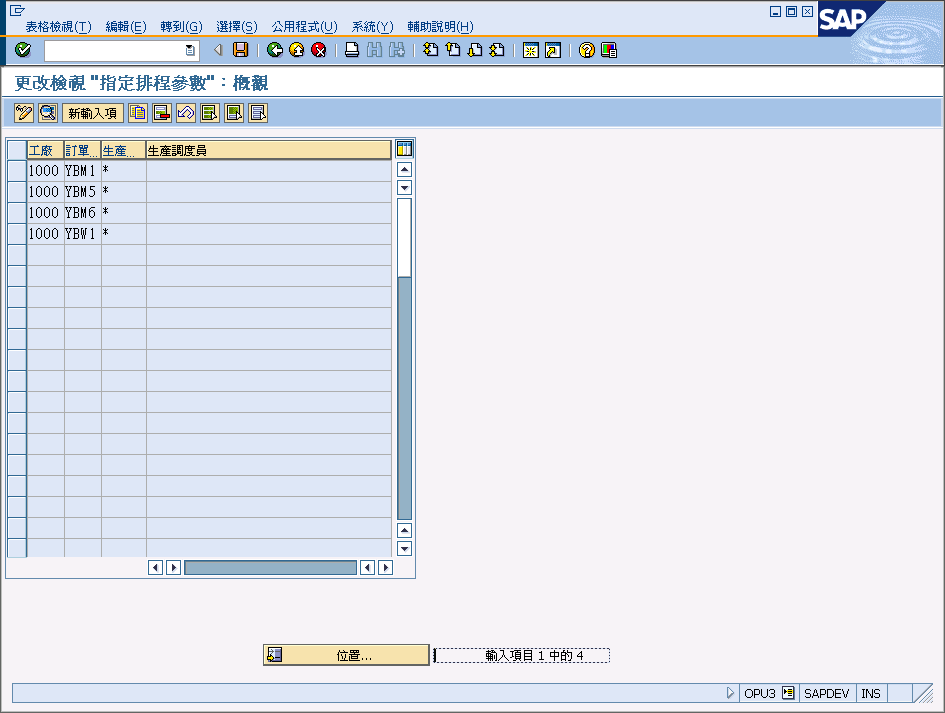 表格檢視(T) 編輯(E) 轉到(G) 選擇(S) 公用程式(U) 系統(Y) 輔助說明(H)
SAP
更改檢視 "指定排程參數"：概觀
新輸入項
工廠 訂單... 生產... 生產調度員
1000 YBM1 *
1000 YBM5 *
1000 YBM6 *
1000 YBW1 *
位置... 輸入項目 1 中的 4
OPU3 SAPDEV INS